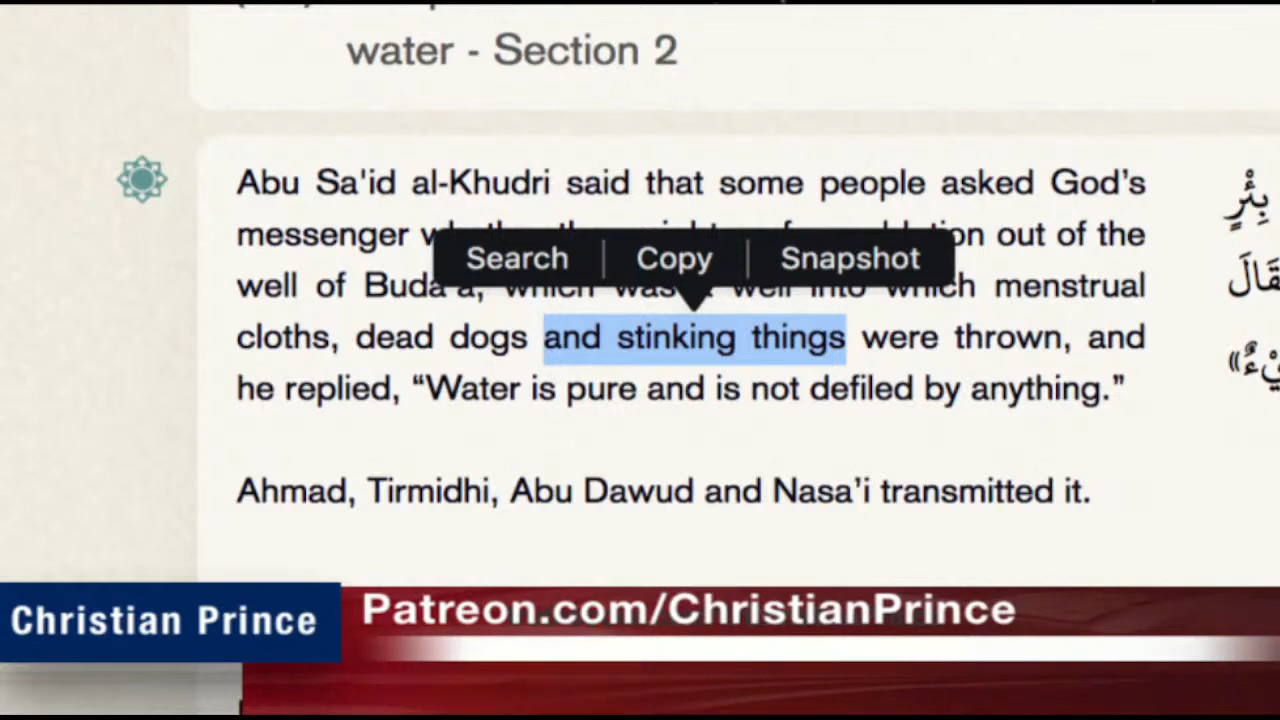 water - Section 2
Abu Sa'id al-Khudri said that some people asked God's
messenger out of the
well of menstrual
Search Copy Snapshot
cloths, dead dogs and stinking things were thrown, and
he replied, “Water is pure and is not defiled by anything.”
Ahmad, Tirmidhi, Abu Dawud and Nasa'i transmitted it.
بِئْرِ
قَالَ
Christian Prince
Patreon.com/ChristianPrince